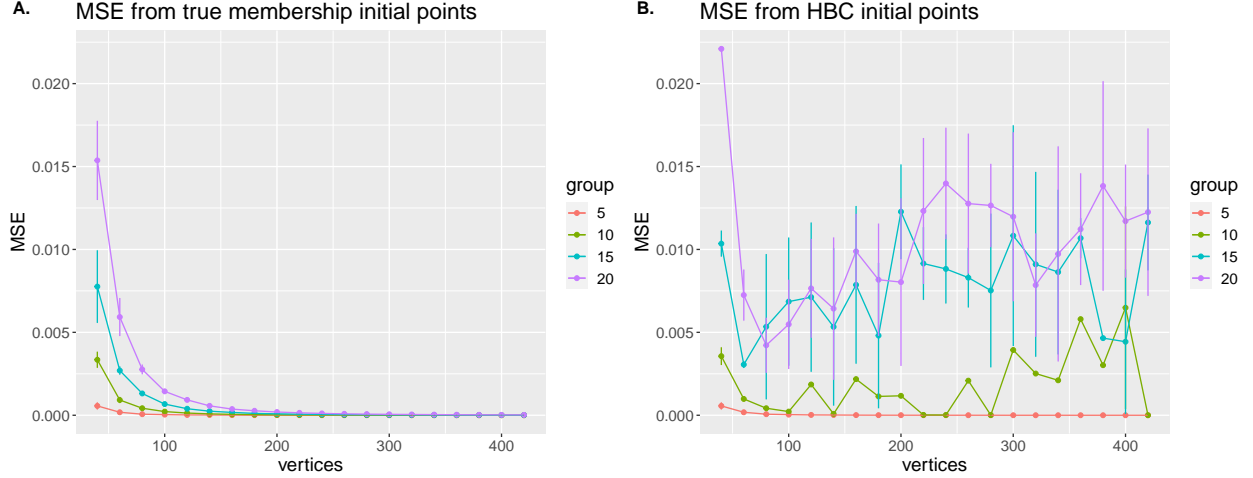 A.
MSE from true membership initial points
0.020
0.015
0.010
0.005
0.000
MSE
100
200
300
400
vertices
group
5
10
15
20
B.
MSE from HBC initial points
0.020
0.015
0.010
0.005
0.000
MSE
100
200
300
400
vertices
group
5
10
15
20